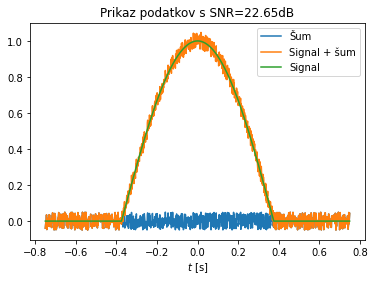 Prikaz podatkov s SNR=22.65dB
Šum
Signal + šum
Signal
1.0
0.8
0.6
0.4
0.2
0.0
−0.8 −0.6 −0.4 −0.2 0.0 0.2 0.4 0.6 0.8
t [s]